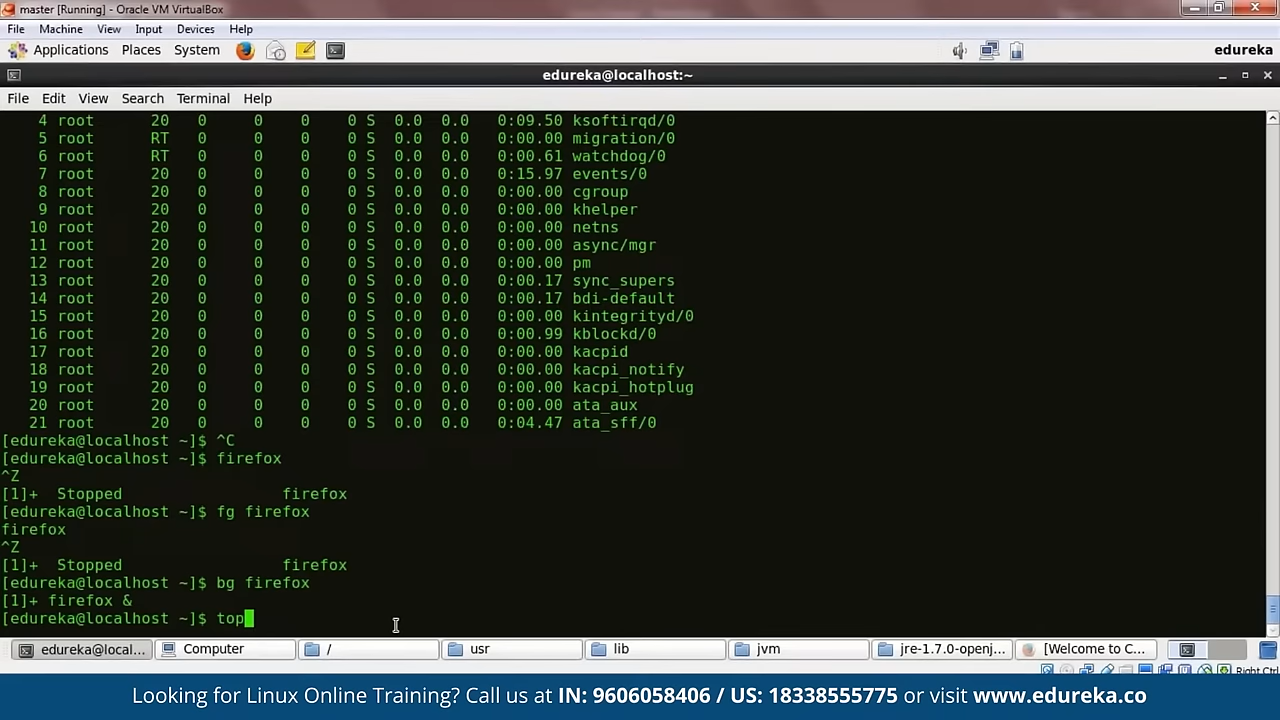 master [Running] - Oracle VM VirtualBox
File Machine View Input Devices Help
Applications Places System edureka
edureka@localhost:~
File Edit View Search Terminal Help
4 root 20 0 0 0 0 S 0.0 0.0 0:09.50 ksoftirqd/0
5 root RT 0 0 0 0 S 0.0 0.0 0:00.00 migration/0
6 root RT 0 0 0 0 S 0.0 0.0 0:00.61 watchdog/0
7 root 20 0 0 0 0 S 0.0 0.0 0:15.97 events/0
8 root 20 0 0 0 0 S 0.0 0.0 0:00.00 cgroup
9 root 20 0 0 0 0 S 0.0 0.0 0:00.00 khelper
10 root 20 0 0 0 0 S 0.0 0.0 0:00.00 netns
11 root 20 0 0 0 0 S 0.0 0.0 0:00.00 async/mgr
12 root 20 0 0 0 0 S 0.0 0.0 0:00.00 pm
13 root 20 0 0 0 0 S 0.0 0.0 0:00.17 sync_supers
14 root 20 0 0 0 0 S 0.0 0.0 0:00.17 bdi-default
15 root 20 0 0 0 0 S 0.0 0.0 0:00.00 kintegrityd/0
16 root 20 0 0 0 0 S 0.0 0.0 0:00.99 kblockd/0
17 root 20 0 0 0 0 S 0.0 0.0 0:00.00 kacpid
18 root 20 0 0 0 0 S 0.0 0.0 0:00.00 kacpi_notify
19 root 20 0 0 0 0 S 0.0 0.0 0:00.00 kacpi_hotplug
20 root 20 0 0 0 0 S 0.0 0.0 0:00.00 ata_aux
21 root 20 0 0 0 0 S 0.0 0.0 0:04.47 ata_sff/0
[edureka@localhost ~]$ ^C
[edureka@localhost ~]$ firefox
^Z
[1]+ Stopped firefox
[edureka@localhost ~]$ fg firefox
firefox
^Z
[1]+ Stopped firefox
[edureka@localhost ~]$ bg firefox
[1]+ firefox &
[edureka@localhost ~]$ top
edureka@local... Computer / usr lib jvm jre-1.7.0-openj... [Welcome to C...
Right Ctrl
Looking for Linux Online Training? Call us at IN: 9606058406 / US: 18338555775 or visit www.edureka.co